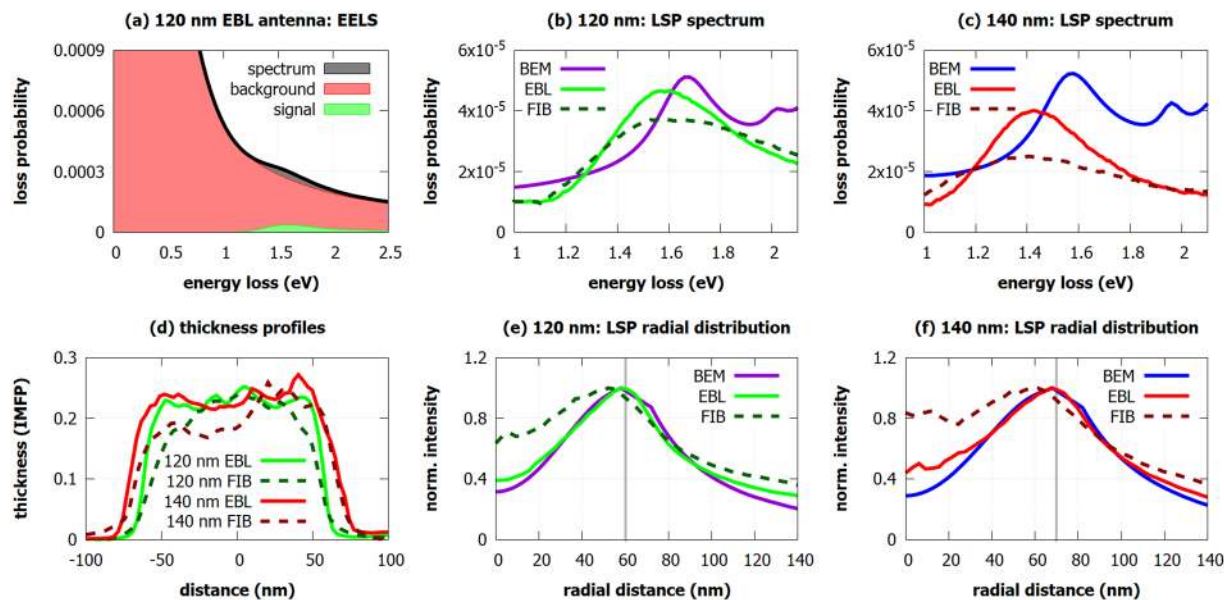 (a) 120 nm EBL antenna: EELS
loss probability
0.0009
0.0006
0.0003
0
spectrum
background
signal
0 0.5 1 1.5 2 2.5
energy loss (eV)
(b) 120 nm: LSP spectrum
loss probability
6x10-5
4x10-5
2x10-5
0
BEM
EBL
FIB
1 1.2 1.4 1.6 1.8 2
energy loss (eV)
(c) 140 nm: LSP spectrum
loss probability
6x10-5
4x10-5
2x10-5
0
BEM
EBL
FIB
1 1.2 1.4 1.6 1.8 2
energy loss (eV)
(d) thickness profiles
thickness (IMFP)
0.3
0.2
0.1
0
120 nm EBL
120 nm FIB
140 nm EBL
140 nm FIB
-100 -50 0 50 100
distance (nm)
(e) 120 nm: LSP radial distribution
norm. intensity
1.2
1.0
0.8
0.4
0
BEM
EBL
FIB
0 20 40 60 80 100 120 140
radial distance (nm)
(f) 140 nm: LSP radial distribution
norm. intensity
1.2
1.0
0.8
0.4
0
BEM
EBL
FIB
0 20 40 60 80 100 120 140
radial distance (nm)